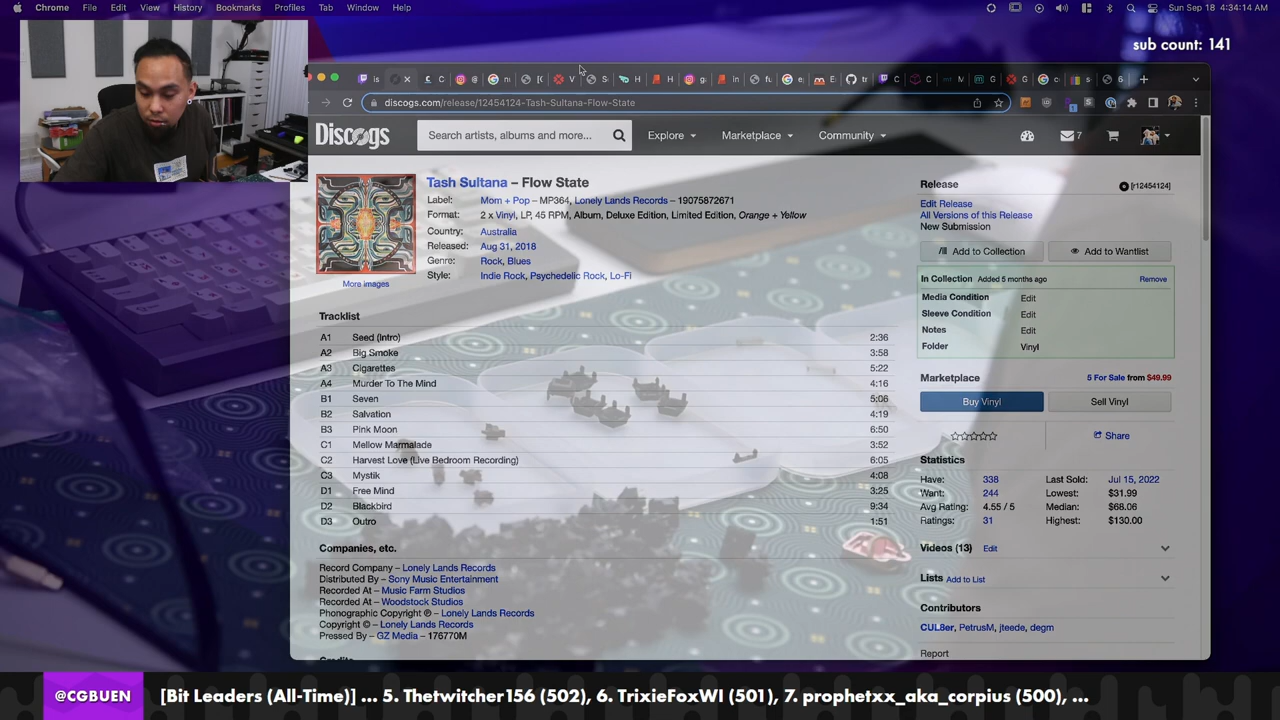 Chrome File Edit View History Bookmarks Profiles Tab Window Help
Sun Sep 18 4:34:14 AM
sub count: 141
discogs.com/release/12454124-Tash-Sultana-Flow-State
Discogs
Search artists, albums and more...
Explore
Marketplace
Community
7
Tash Sultana – Flow State
Label: Mom + Pop – MP364, Lonely Lands Records – 19075872671
Format: 2 x Vinyl, LP, 45 RPM, Album, Deluxe Edition, Limited Edition, Orange + Yellow
Country: Australia
Released: Aug 31, 2018
Genre: Rock, Blues
Style: Indie Rock, Psychedelic Rock, Lo-Fi
More images
Tracklist
A1 Seed (Intro) 2:36
A2 Big Smoke 3:58
A3 Cigarettes 5:22
A4 Murder To The Mind 4:16
B1 Seven 5:06
B2 Salvation 4:19
B3 Pink Moon 6:50
C1 Mellow Marmalade 3:52
C2 Harvest Love (Live Bedroom Recording) 6:05
C3 Mystik 4:08
D1 Free Mind 3:25
D2 Blackbird 9:34
D3 Outro 1:51
Companies, etc.
Record Company – Lonely Lands Records
Distributed By – Sony Music Entertainment
Recorded At – Music Farm Studios
Recorded At – Woodstock Studios
Phonographic Copyright ℗ – Lonely Lands Records
Copyright © – Lonely Lands Records
Pressed By – GZ Media – 176770M
Credits
Release
[r12454124]
Edit Release
All Versions of this Release
New Submission
Add to Collection
Add to Wantlist
In Collection Added 5 months ago Remove
Media Condition Edit
Sleeve Condition Edit
Notes Edit
Folder Vinyl
Marketplace 5 For Sale from $49.99
Buy Vinyl
Sell Vinyl
Share
Statistics
Have: 338 Last Sold: Jul 15, 2022
Want: 244 Lowest: $31.99
Avg Rating: 4.55 / 5 Median: $68.06
Ratings: 31 Highest: $130.00
Videos (13) Edit
Lists Add to List
Contributors
CUL8er, PetrusM, jteede, degm
Report
@CGBUEN
[Bit Leaders (All-Time)] ... 5. Thetwitcher156 (502), 6. TrixieFoxWI (501), 7. prophetxx_aka_corpius (500), ...